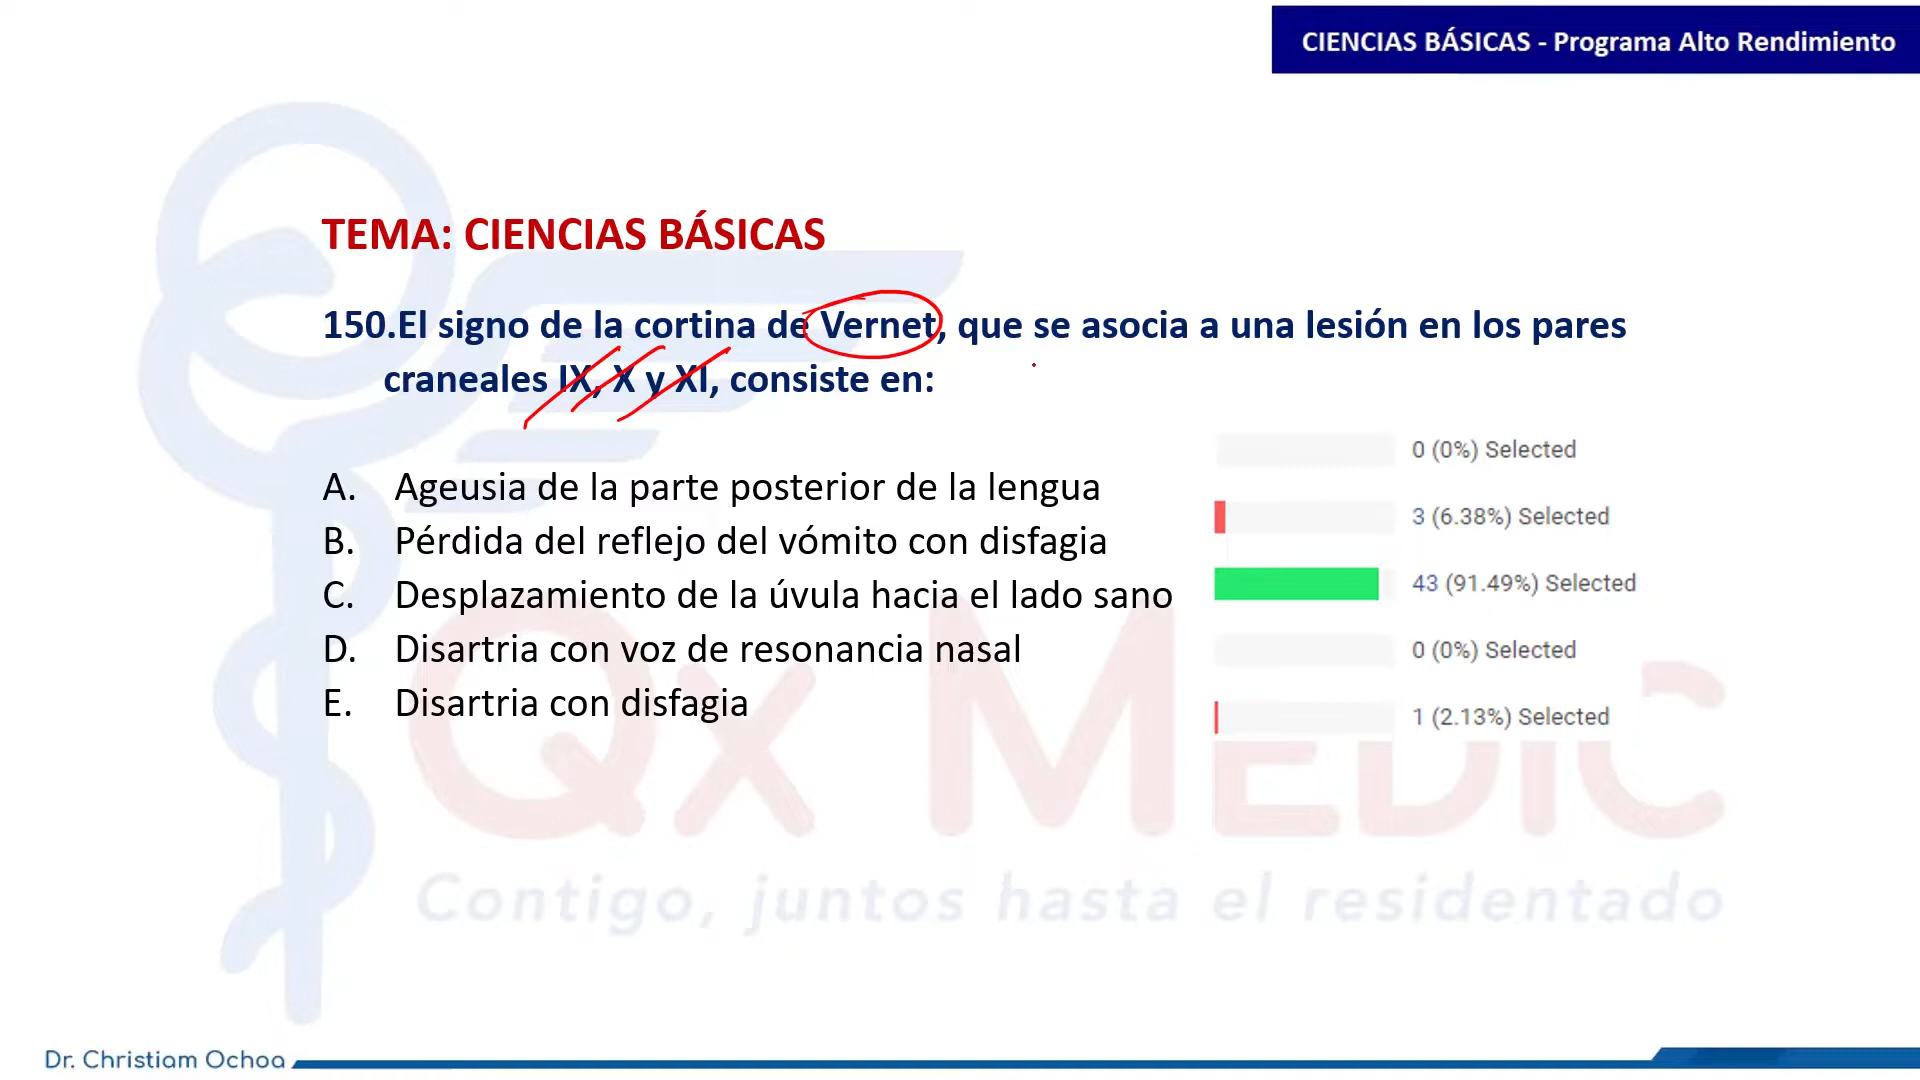 CIENCIAS BÁSICAS - Programa Alto Rendimiento
TEMA: CIENCIAS BÁSICAS
150.El signo de la cortina de Vernet, que se asocia a una lesión en los pares
craneales IX, X y XI, consiste en:
A. Ageusia de la parte posterior de la lengua
B. Pérdida del reflejo del vómito con disfagia
C. Desplazamiento de la úvula hacia el lado sano
D. Disartria con voz de resonancia nasal
E. Disartria con disfagia
0 (0%) Selected
3 (6.38%) Selected
43 (91.49%) Selected
0 (0%) Selected
1 (2.13%) Selected
Qx MEDIC
Contigo, juntos hasta el residentado
Dr. Christiam Ochoa